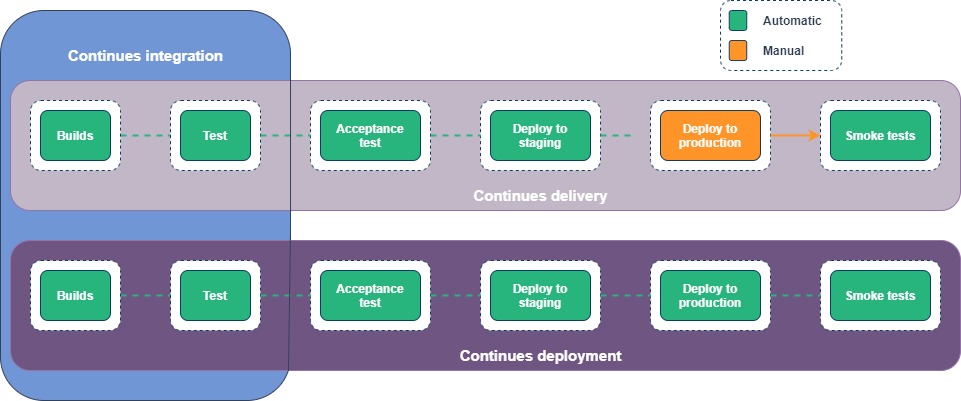 Automatic
Manual
Continues integration
Builds
Test
Acceptance
test
Deploy to
staging
Deploy to
production
Smoke tests
Continues delivery
Builds
Test
Acceptance
test
Deploy to
staging
Deploy to
production
Smoke tests
Continues deployment